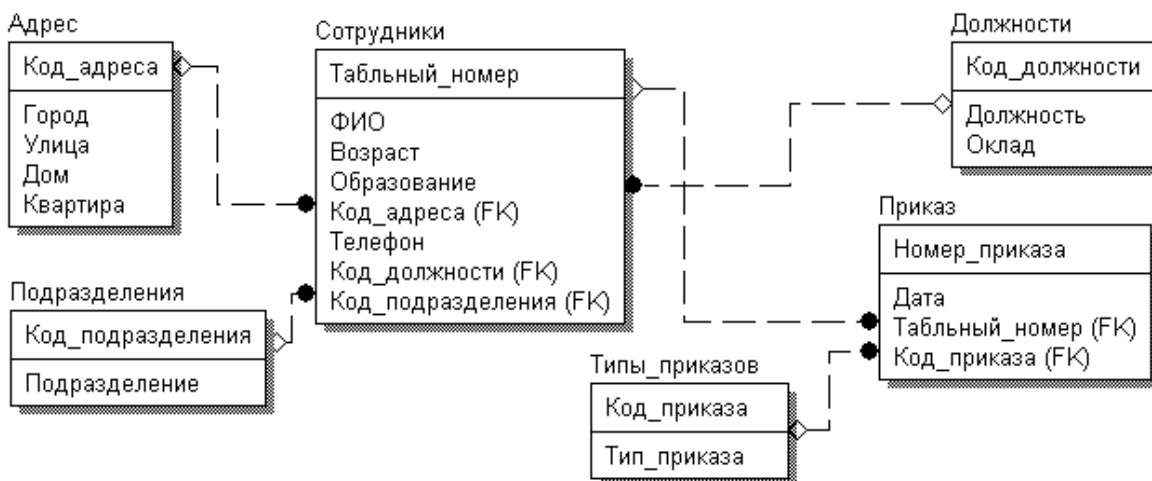 Адрес
Код_адреса
Город
Улица
Дом
Квартира
Сотрудники
Табльный_номер
ФИО
Возраст
Образование
Код_адреса (FK)
Телефон
Код_должности (FK)
Код_подразделения (FK)
Должности
Код_должности
Должность
Оклад
Приказ
Номер_приказа
Дата
Табльный_номер (FK)
Код_приказа (FK)
Подразделения
Код_подразделения
Подразделение
Типы_приказов
Код_приказа
Тип_приказа